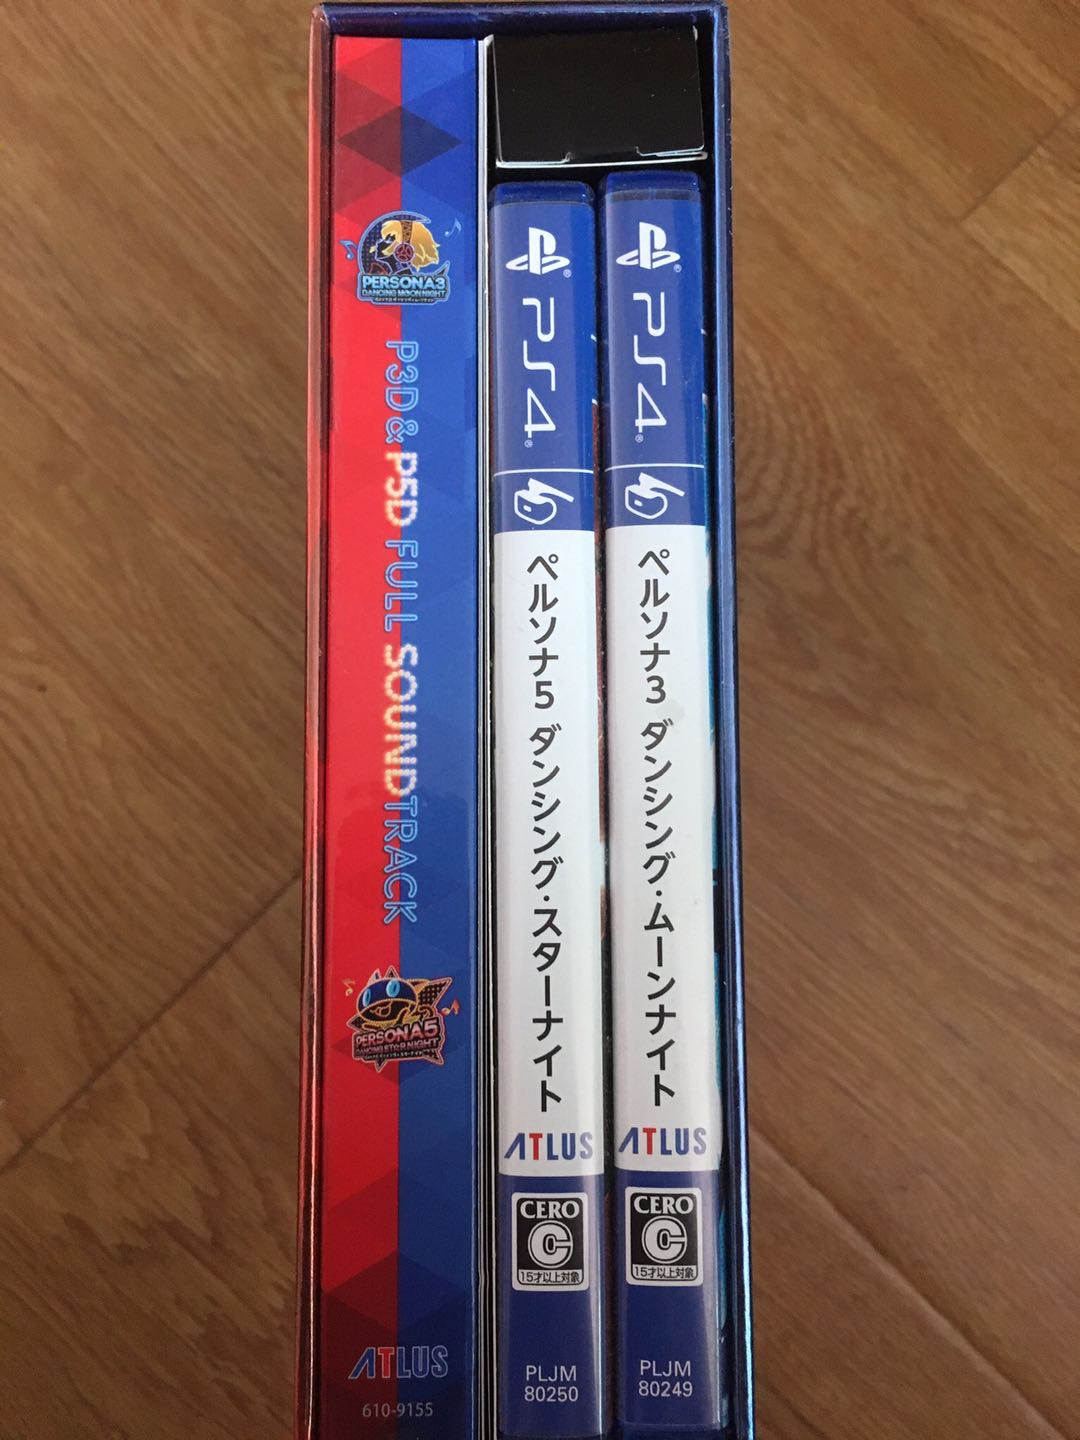 PERSONA3
DANCING MOON NIGHT
P3D&P5D FULL SOUNDTRACK
PERSONA5
DANCING STAR NIGHT
ATLUS
610-9155
PS4
ペルソナ5 ダンシング・スターナイト
ATLUS
CERO
C
15才以上対象
PLJM
80250
PS4
ペルソナ3 ダンシング・ムーンナイト
ATLUS
CERO
C
15才以上対象
PLJM
80249